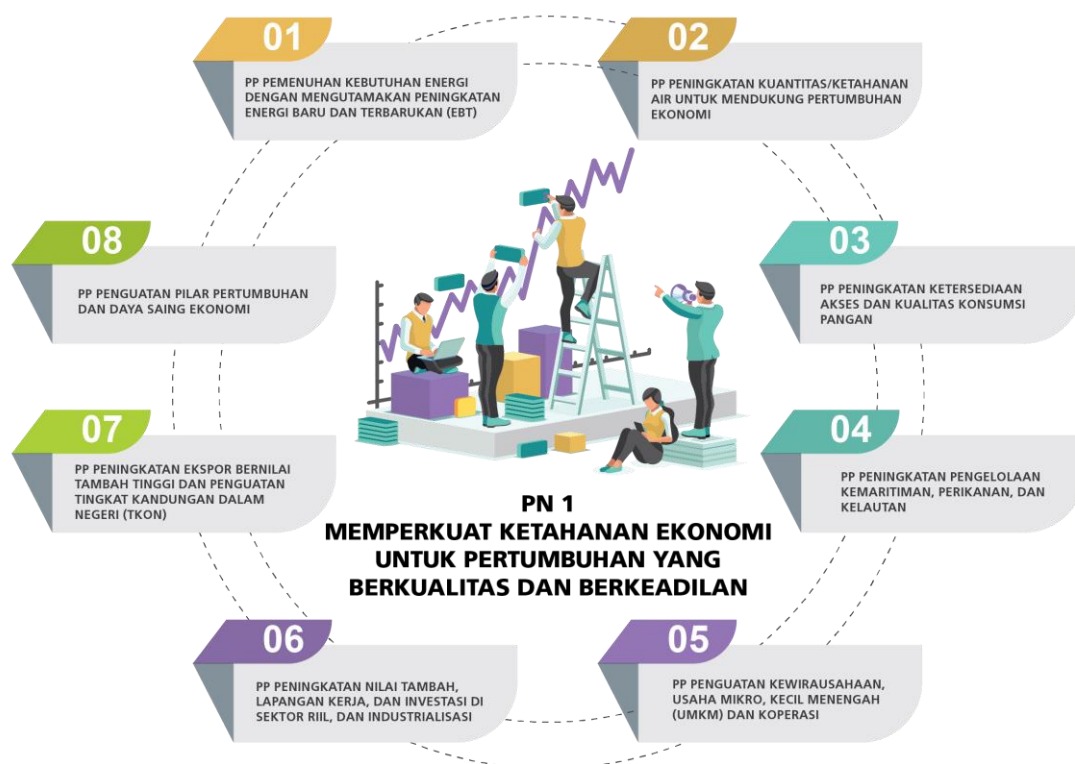 01
PP PEMENUHAN KEBUTUHAN ENERGI
DENGAN MENGUTAMAKAN PENINGKATAN
ENERGI BARU DAN TERBARUKAN (EBT)
02
PP PENINGKATAN KUANTITAS/KETAHANAN
AIR UNTUK MENDUKUNG PERTUMBUHAN
EKONOMI
03
PP PENINGKATAN KETERSEDIAAN
AKSES DAN KUALITAS KONSUMSI
PANGAN
04
PP PENINGKATAN PENGELOLAAN
KEMARITIMAN, PERIKANAN, DAN
KELAUTAN
05
PP PENGUATAN KEWIRAUSAHAAN,
USAHA MIKRO, KECIL MENENGAH
(UMKM) DAN KOPERASI
06
PP PENINGKATAN NILAI TAMBAH,
LAPANGAN KERJA, DAN INVESTASI DI
SEKTOR RIIL, DAN INDUSTRIALISASI
07
PP PENINGKATAN EKSPOR BERNILAI
TAMBAH TINGGI DAN PENGUATAN
TINGKAT KANDUNGAN DALAM
NEGERI (TKON)
08
PP PENGUATAN PILAR PERTUMBUHAN
DAN DAYA SAING EKONOMI
PN 1
MEMPERKUAT KETAHANAN EKONOMI
UNTUK PERTUMBUHAN YANG
BERKUALITAS DAN BERKEADILAN